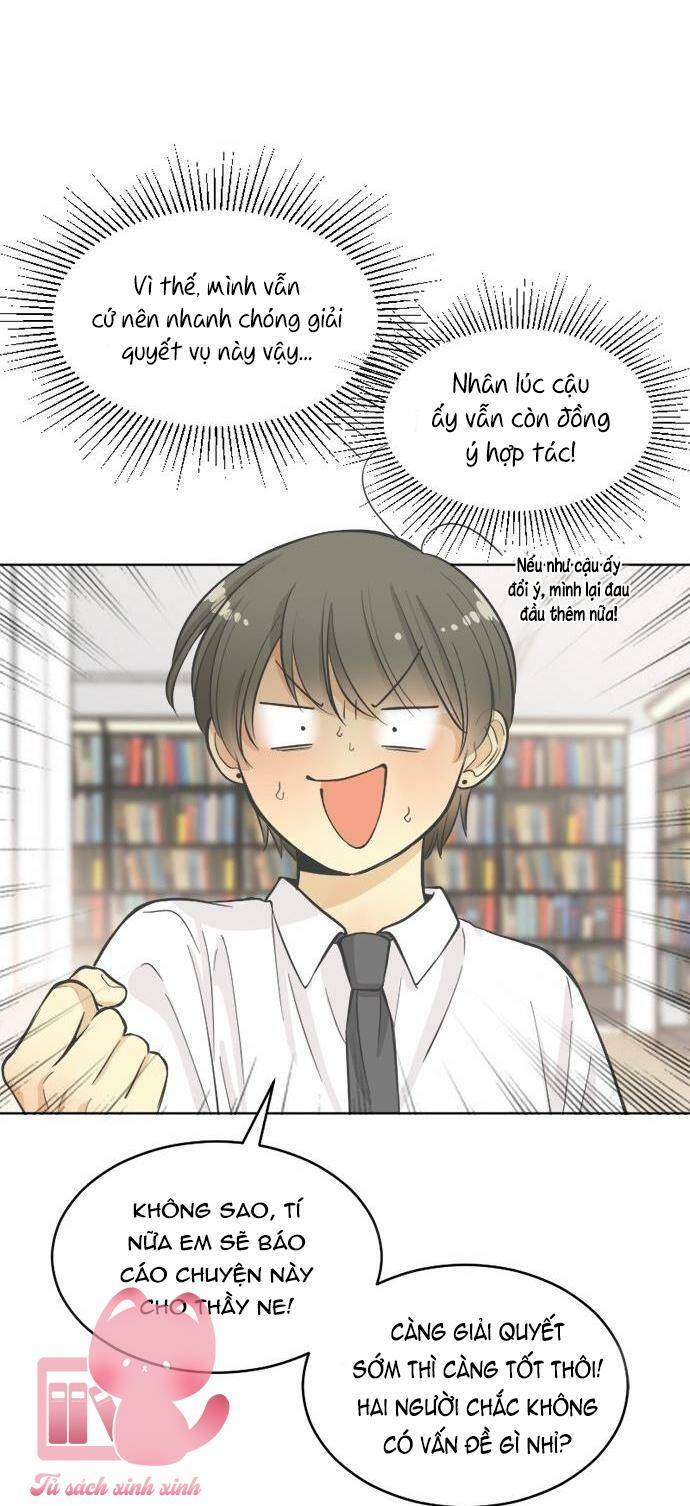 Vì thế, mình vẫn
cứ nên nhanh chóng giải
quyết vụ này vậy...
Nhân lúc cậu
ấy vẫn còn đồng
ý hợp tác!
Nếu như cậu ấy
đổi ý, mình lại đau
đầu thêm nữa!
KHÔNG SAO, TÍ
NỮA EM SẼ BÁO
CÁO CHUYỆN NÀY
CHO THẦY NE!
CÀNG GIẢI QUYẾT
SỚM THÌ CÀNG TỐT THÔI!
HAI NGƯỜI CHẮC KHÔNG
CÓ VẤN ĐỀ GÌ NHỈ?
Tủ sách xinh xinh